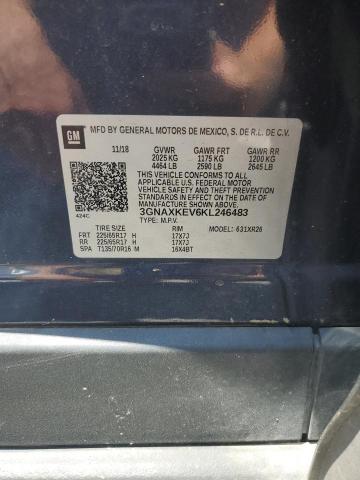 GM
MFD BY GENERAL MOTORS DE MEXICO, S. DE R.L. DE C.V.
11/18 GVWR GAWR FRT GAWR RR
2025 KG 1175 KG 1200 KG
4464 LB 2590 LB 2645 LB
THIS VEHICLE CONFORMS TO ALL APPLICABLE
U.S. FEDERAL MOTOR VEHICLE
SAFETY AND THEFT PREVENTION STANDARDS
IN EFFECT ON THE DATE OF MANUFACTURE
SHOWN ABOVE.
424C 3GNAXKEV6KL246483
TYPE: M.P.V.
TIRE SIZE RIM MODEL: 631XR26
FRT 225/65R17 H 17X7J
RR 225/65R17 H 17X7J
SPA T135/70R16 M 16X4BT